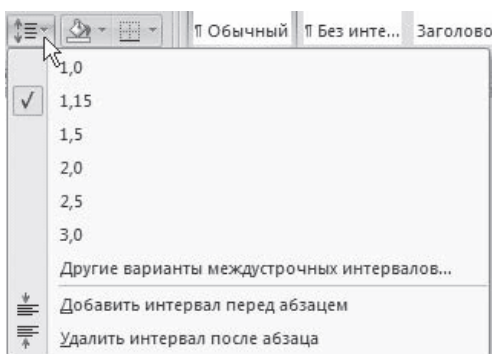 ¶ Обычный ¶ Без инте... Заголово
1,0
1,15
1,5
2,0
2,5
3,0
Другие варианты междустрочных интервалов...
Добавить интервал перед абзацем
Удалить интервал после абзаца